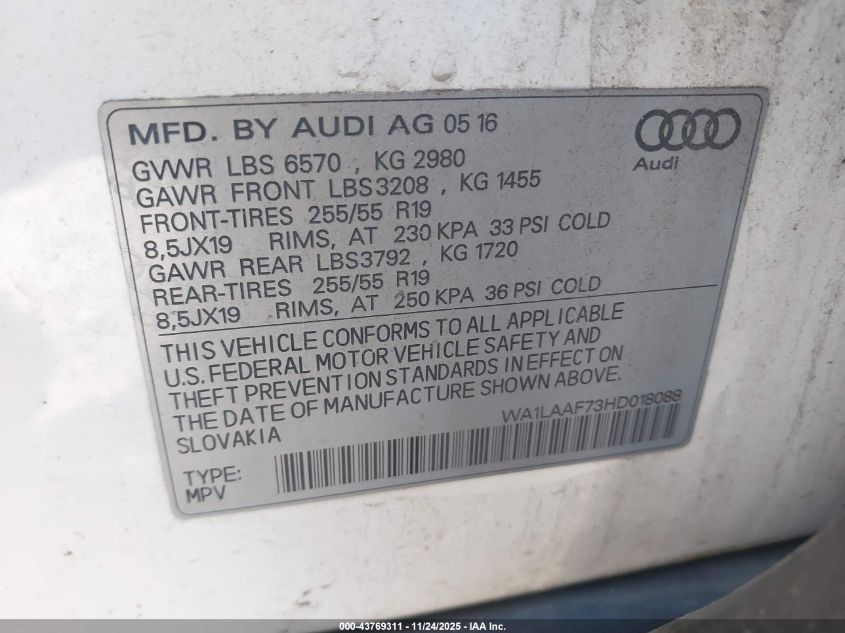 MFD. BY AUDI AG 05 16
Audi
GVWR LBS 6570 , KG 2980
GAWR FRONT LBS3208 , KG 1455
FRONT-TIRES 255/55 R19
8,5JX19 RIMS, AT 230 KPA 33 PSI COLD
GAWR REAR LBS3792 , KG 1720
REAR-TIRES 255/55 R19
8,5JX19 RIMS, AT 250 KPA 36 PSI COLD
THIS VEHICLE CONFORMS TO ALL APPLICABLE
U.S. FEDERAL MOTOR VEHICLE SAFETY AND
THEFT PREVENTION STANDARDS IN EFFECT ON
THE DATE OF MANUFACTURE SHOWN ABOVE.
SLOVAKIA
WA1LAAF73HD018088
TYPE:
MPV
000-43769311 - 11/24/2025 - IAA Inc.